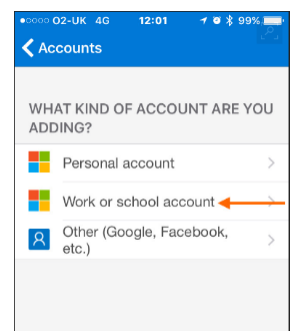 ●○○○○ O2-UK 4G 12:01 99%
Accounts
WHAT KIND OF ACCOUNT ARE YOU
ADDING?
Personal account
Work or school account
Other (Google, Facebook,
etc.)